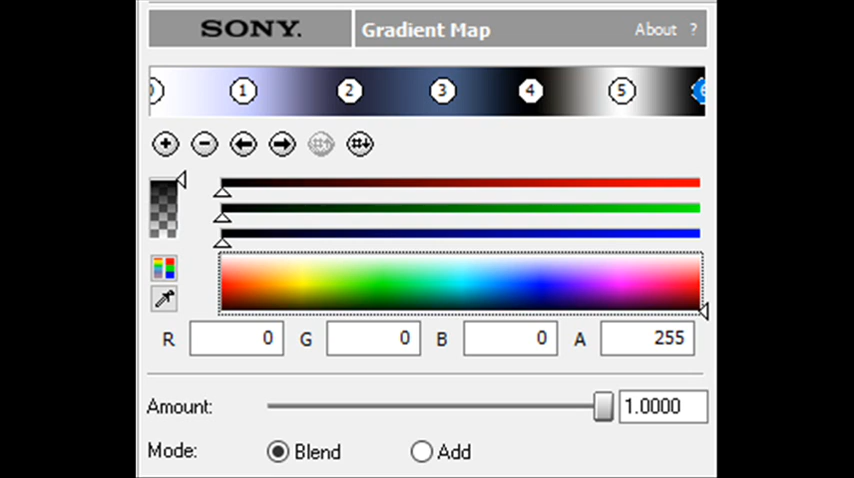 SONY. Gradient Map About ?
1 2 3 4 5
R 0 G 0 B 0 A 255
Amount: 1.0000
Mode: Blend Add